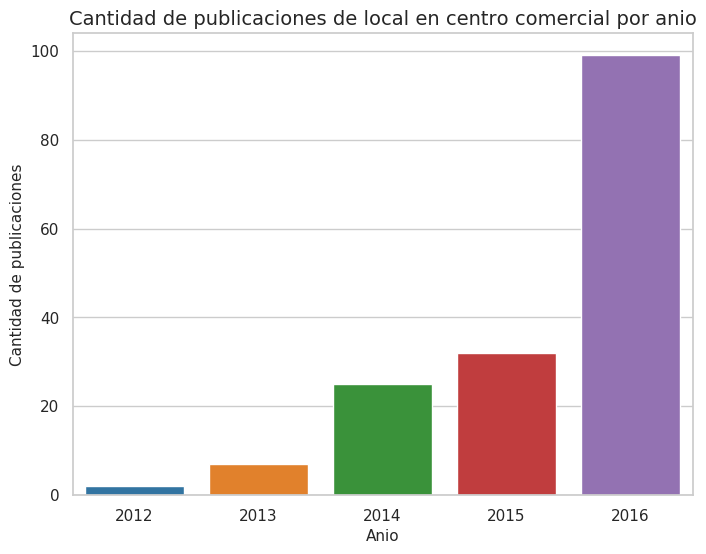 Cantidad de publicaciones de local en centro comercial por anio
Cantidad de publicaciones
100
80
60
40
20
0
2012 2013 2014 2015 2016
Anio